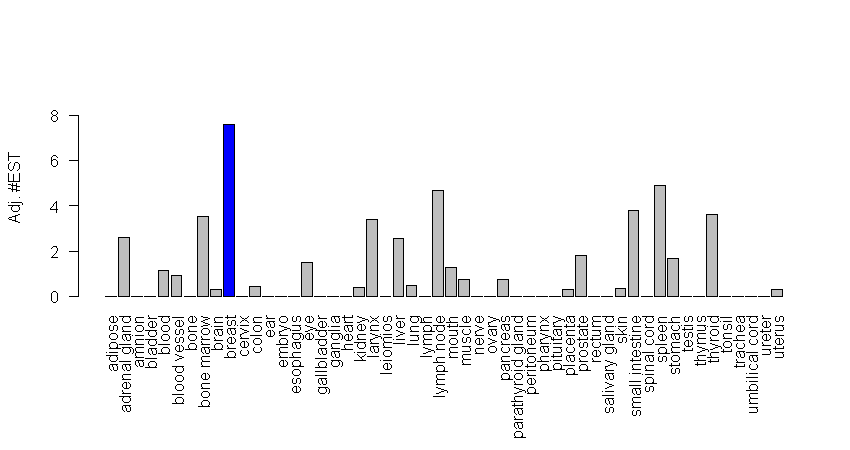 Adj. #EST
8
6
4
2
0
adipose
adrenal gland
amnion
bladder
blood
blood vessel
bone
bone marrow
brain
breast
cervix
colon
ear
embryo
esophagus
eye
gallbladder
ganglia
heart
kidney
larynx
leiomios
liver
lung
lymph
lymph node
mouth
muscle
nerve
ovary
pancreas
parathyroid gland
peritoneum
pharynx
pituitary
placenta
prostate
rectum
salivary gland
skin
small intestine
spinal cord
spleen
stomach
testis
thymus
thyroid
tonsil
trachea
umbilical cord
ureter
uterus